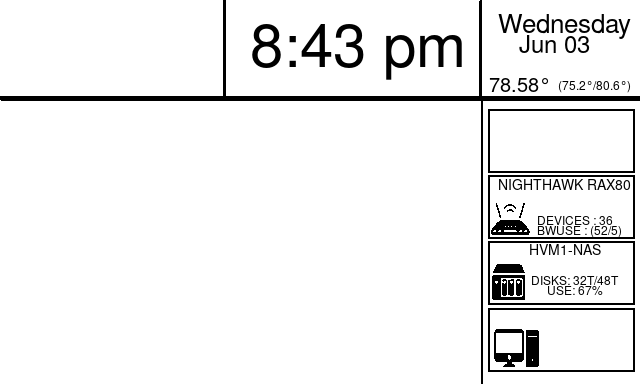 8:43 pm
Wednesday
Jun 03
78.58° (75.2°/80.6°)
NIGHTHAWK RAX80
DEVICES : 36
BWUSE : (52/5)
HVM1-NAS
DISKS: 32T/48T
USE: 67%